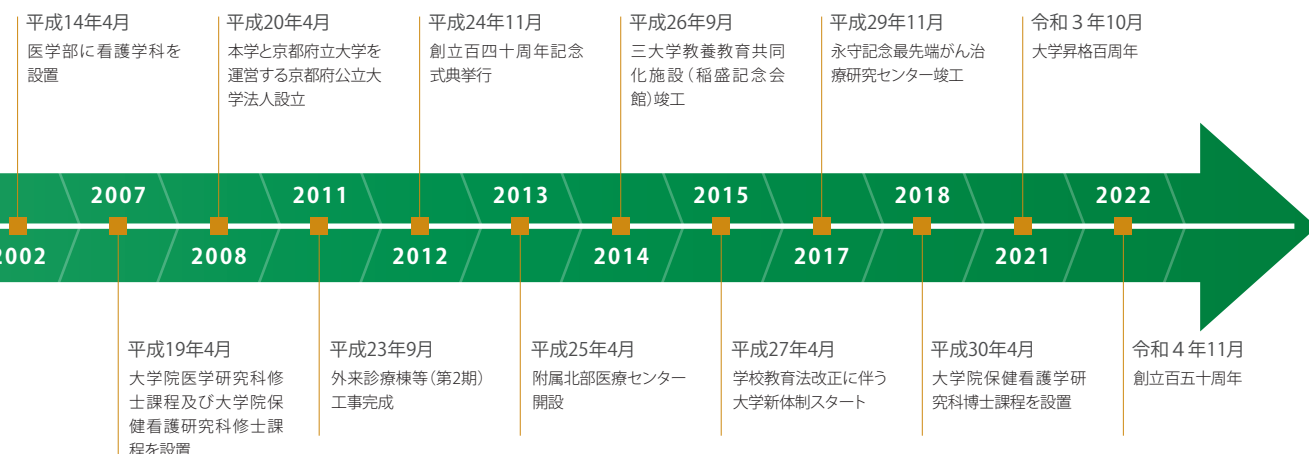 平成14年4月
医学部に看護学科を
設置
平成20年4月
本学と京都府立大学を
運営する京都府公立大
学法人設立
平成24年11月
創立百四十周年記念
式典挙行
平成26年9月
三大学教養教育共同
化施設（稲盛記念会
館）竣工
平成29年11月
永守記念最先端がん治
療研究センター竣工
令和３年10月
大学昇格百周年
2007
2011
2013
2015
2018
2022
2002
2008
2012
2014
2017
2021
平成19年4月
大学院医学研究科修
士課程及び大学院保
健看護研究科修士課
程を設置
平成23年9月
外来診療棟等（第2期）
工事完成
平成25年4月
附属北部医療センター
開設
平成27年4月
学校教育法改正に伴う
大学新体制スタート
平成30年4月
大学院保健看護学研
究科博士課程を設置
令和４年11月
創立百五十周年